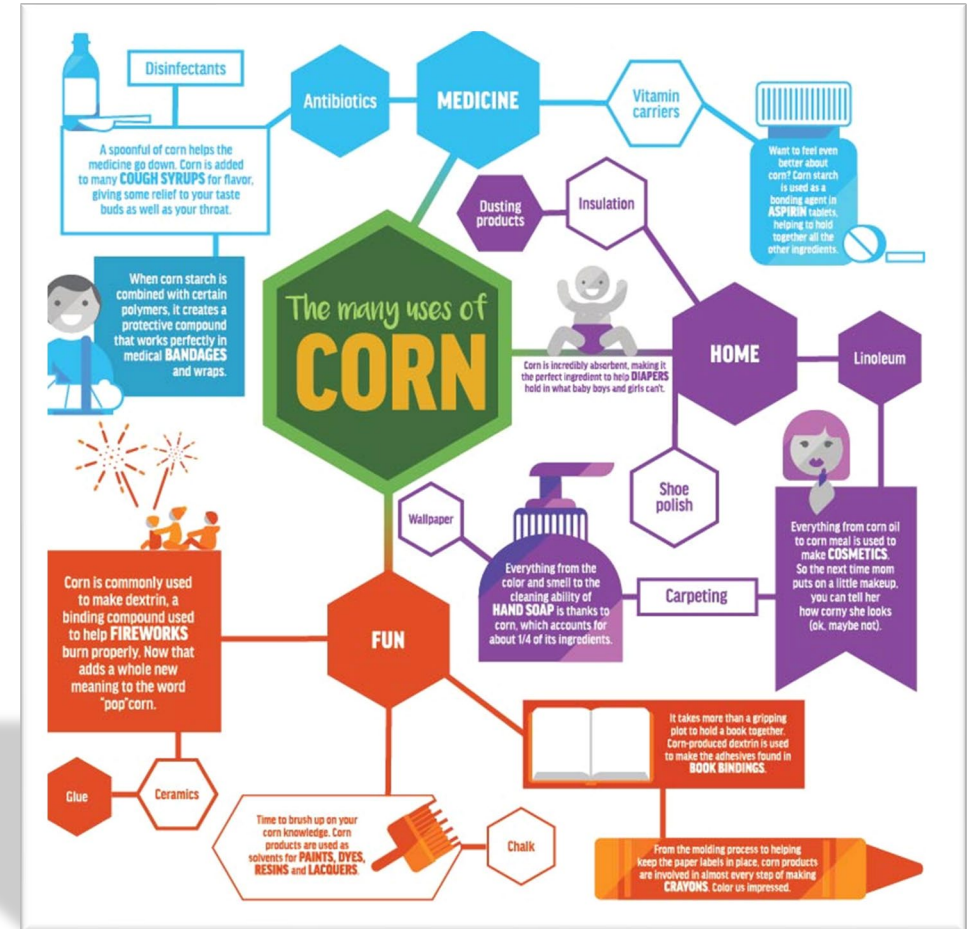 Disinfectants
Antibiotics
MEDICINE
Vitamin
carriers
A spoonful of corn helps the
medicine go down. Corn is added
to many COUGH SYRUPS for flavor,
giving some relief to your taste
buds as well as your throat.
Want to feel even
better about
corn? Corn starch
is used as a
bonding agent in
ASPIRIN tablets,
helping to hold
together all the
other ingredients.
When corn starch is
combined with certain
polymers, it creates a
protective compound
that works perfectly in
medical BANDAGES
and wraps.
The many uses of
CORN
Dusting
products
Insulation
HOME
Linoleum
Corn is incredibly absorbent, making it
the perfect ingredient to help DIAPERS
hold in what baby boys and girls can't.
Shoe
polish
Wallpaper
Everything from the
color and smell to the
cleaning ability of
HAND SOAP is thanks to
corn, which accounts for
about 1/4 of its ingredients.
Carpeting
Everything from corn oil
to corn meal is used to
make COSMETICS.
So the next time mom
puts on a little makeup,
you can tell her
how corny she looks
(ok, maybe not).
FUN
Corn is commonly used
to make dextrin, a
binding compound used
to help FIREWORKS
burn properly. Now that
adds a whole new
meaning to the word
"pop"corn.
Glue
Ceramics
Time to brush up on your
corn knowledge. Corn
products are used as
solvents for PAINTS, DYES,
RESINS and LACQUERS.
Chalk
It takes more than a gripping
plot to hold a book together.
Corn-produced dextrin is used
to make the adhesives found in
BOOK BINDINGS.
From the molding process to helping
keep the paper labels in place, corn products
are involved in almost every step of making
CRAYONS. Color us impressed.